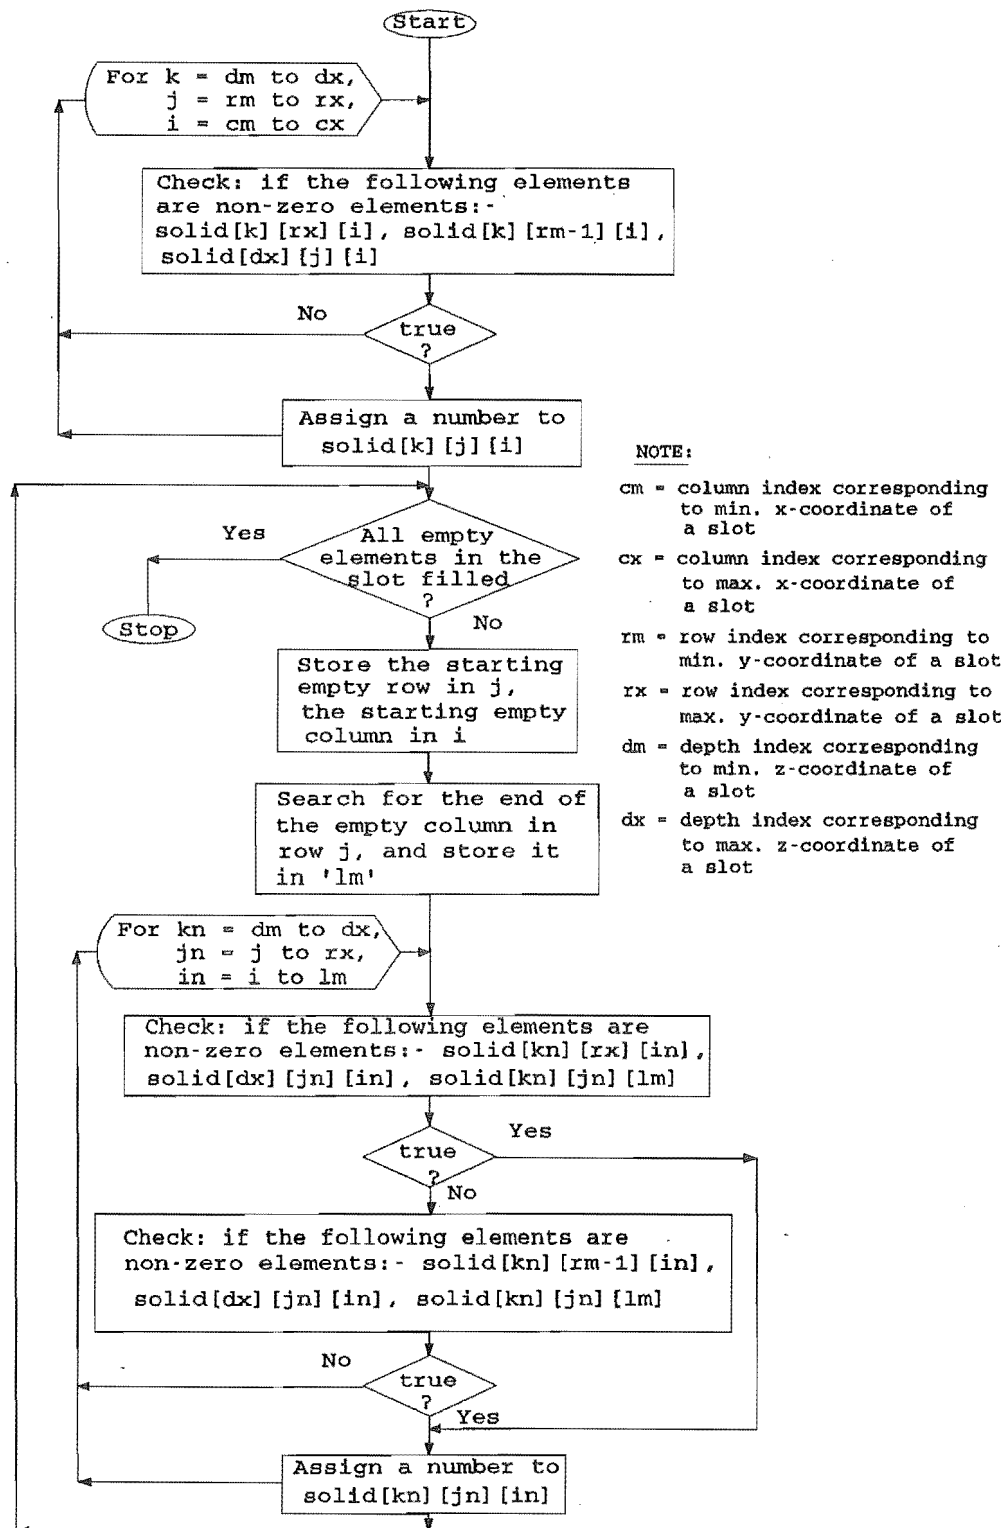 Start
For k = dm to dx,
j = rm to rx,
i = cm to cx
Check: if the following elements
are non-zero elements:-
solid[k][rx][i], solid[k][rm-1][i],
solid[dx][j][i]
No
true
?
Assign a number to
solid[k][j][i]
Yes
All empty
elements in the
slot filled
?
Stop
No
Store the starting
empty row in j,
the starting empty
column in i
Search for the end of
the empty column in
row j, and store it
in 'lm'
For kn = dm to dx,
jn = j to rx,
in = i to lm
Check: if the following elements are
non-zero elements:- solid[kn][rx][in],
solid[dx][jn][in], solid[kn][jn][lm]
Yes
true
?
No
Check: if the following elements are
non-zero elements:- solid[kn][rm-1][in],
solid[dx][jn][in], solid[kn][jn][lm]
No
true
?
Yes
Assign a number to
solid[kn][jn][in]
NOTE:
cm = column index corresponding
to min. x-coordinate of
a slot
cx = column index corresponding
to max. x-coordinate of
a slot
rm = row index corresponding to
min. y-coordinate of a slot
rx = row index corresponding to
max. y-coordinate of a slot
dm = depth index corresponding
to min. z-coordinate of
a slot
dx = depth index corresponding
to max. z-coordinate of
a slot